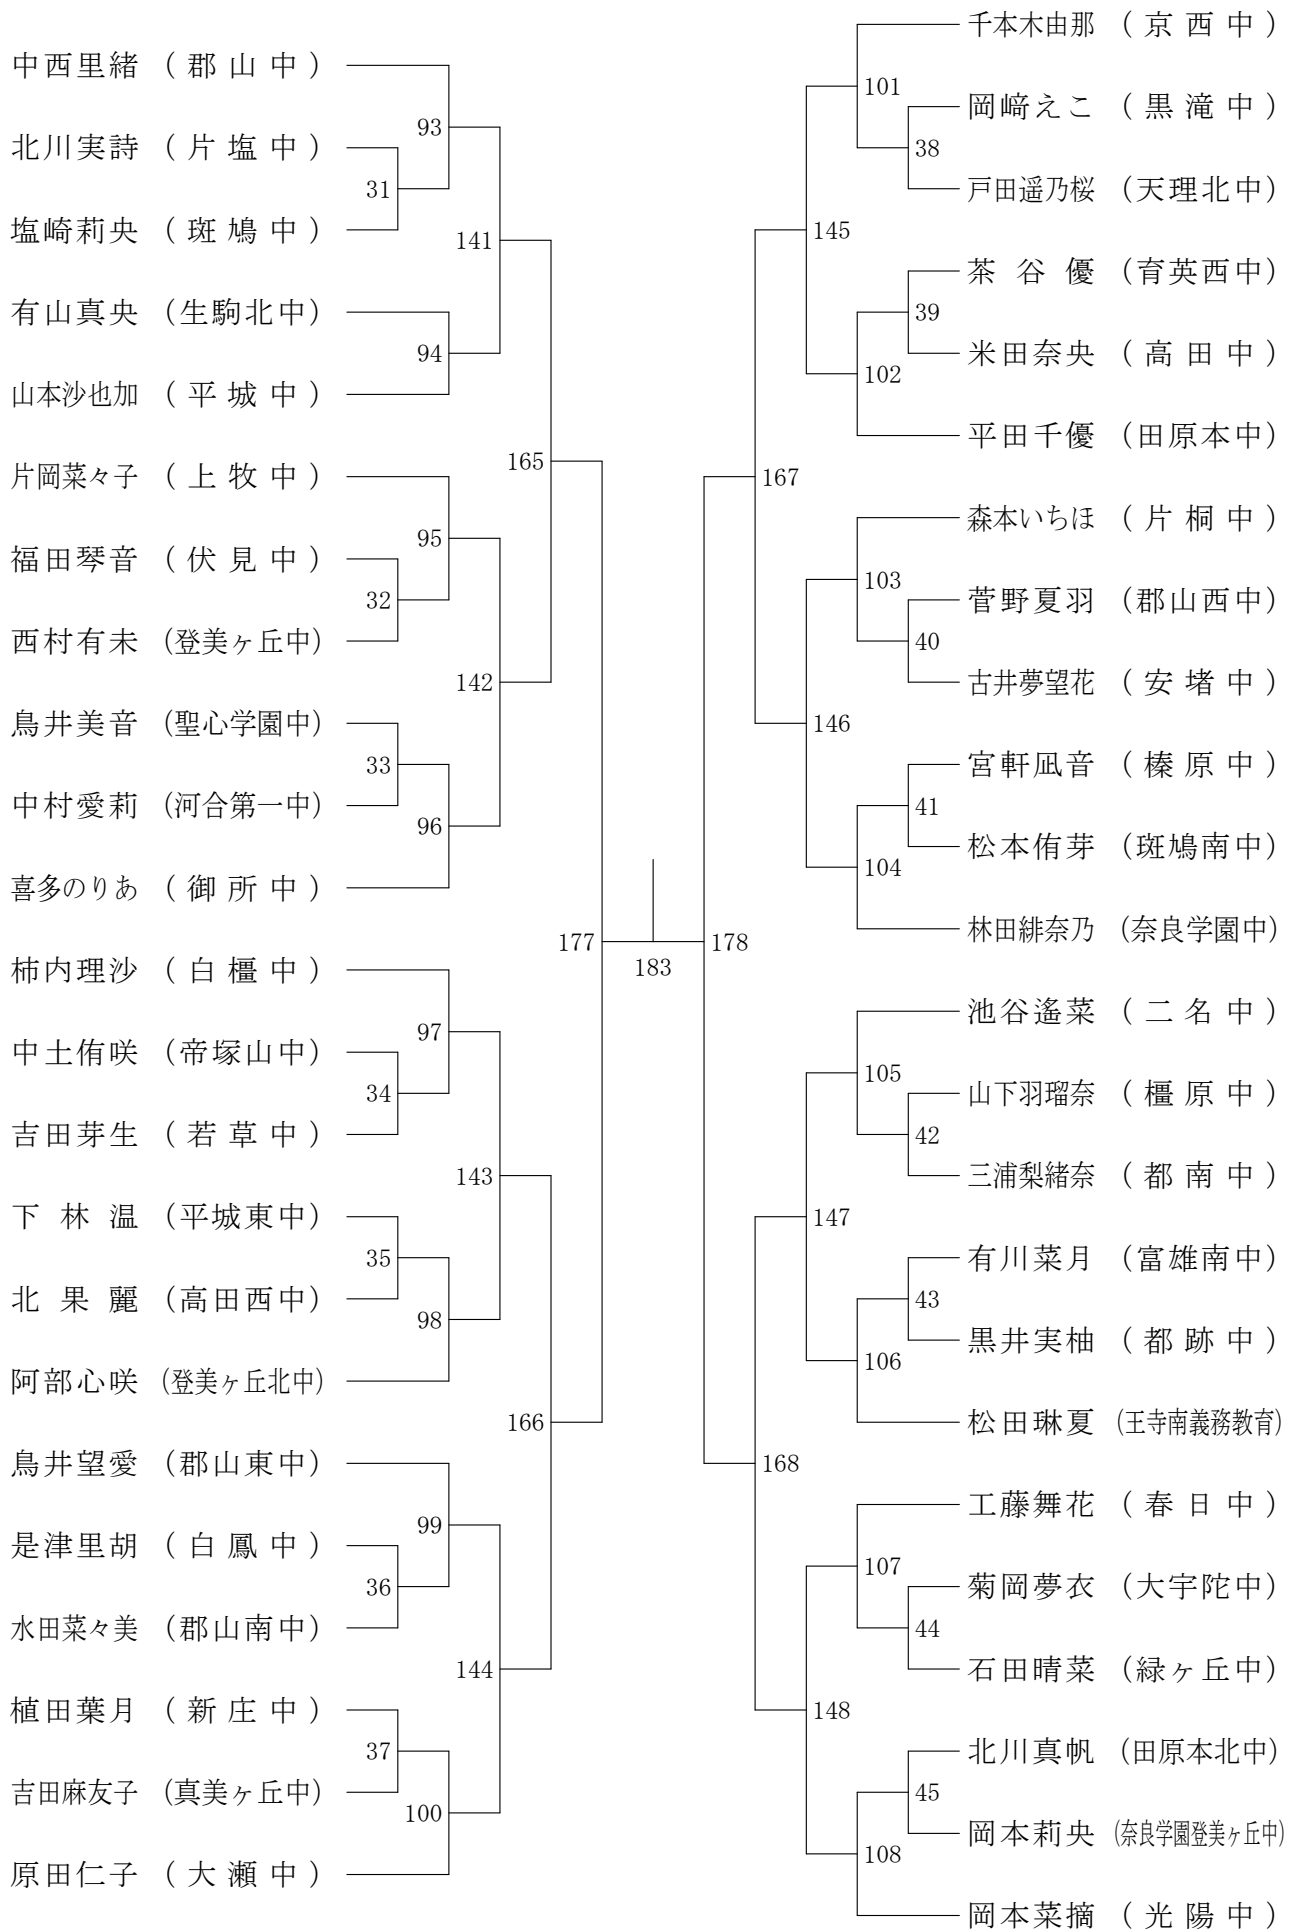 中西里緒 (郡山中)
93
北川実詩 (片塩中)
31
塩崎莉央 (斑鳩中)
141
有山真央 (生駒北中)
94
山本沙也加 (平城中)
165
片岡菜々子 (上牧中)
95
福田琴音 (伏見中)
32
西村有未 (登美ヶ丘中)
142
鳥井美音 (聖心学園中)
33
中村愛莉 (河合第一中)
96
喜多のりあ (御所中)
177
柿内理沙 (白橿中)
97
中土侑咲 (帝塚山中)
34
吉田芽生 (若草中)
143
下林温 (平城東中)
35
北果麗 (高田西中)
98
阿部心咲 (登美ヶ丘北中)
166
鳥井望愛 (郡山東中)
99
是津里胡 (白鳳中)
36
水田菜々美 (郡山南中)
144
植田葉月 (新庄中)
37
吉田麻友子 (真美ヶ丘中)
100
原田仁子 (大瀬中)
183
千本木由那 (京西中)
101
岡﨑えこ (黒滝中)
38
戸田遥乃桜 (天理北中)
145
茶谷優 (育英西中)
39
米田奈央 (高田中)
102
平田千優 (田原本中)
167
森本いちほ (片桐中)
103
菅野夏羽 (郡山西中)
40
古井夢望花 (安堵中)
146
宮軒凪音 (榛原中)
41
松本侑芽 (斑鳩南中)
104
林田緋奈乃 (奈良学園中)
178
池谷遙菜 (二名中)
105
山下羽瑠奈 (橿原中)
42
三浦梨緒奈 (都南中)
147
有川菜月 (富雄南中)
43
黒井実柚 (都跡中)
106
松田琳夏 (王寺南義務教育)
168
工藤舞花 (春日中)
107
菊岡夢衣 (大宇陀中)
44
石田晴菜 (緑ヶ丘中)
148
北川真帆 (田原本北中)
45
岡本莉央 (奈良学園登美ヶ丘中)
108
岡本菜摘 (光陽中)